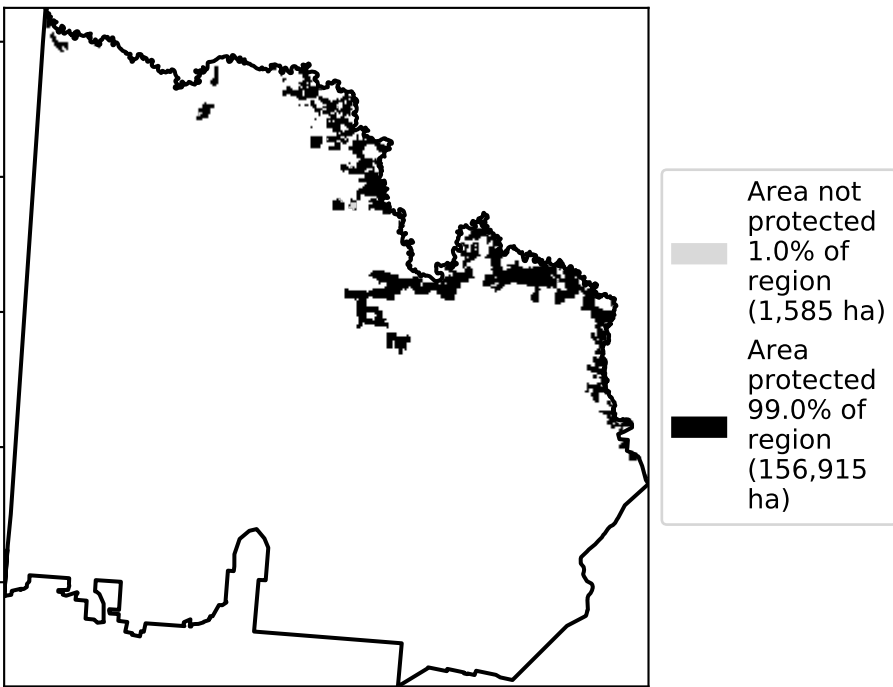 Area not
protected
1.0% of
region
(1,585 ha)
Area
protected
99.0% of
region
(156,915
ha)